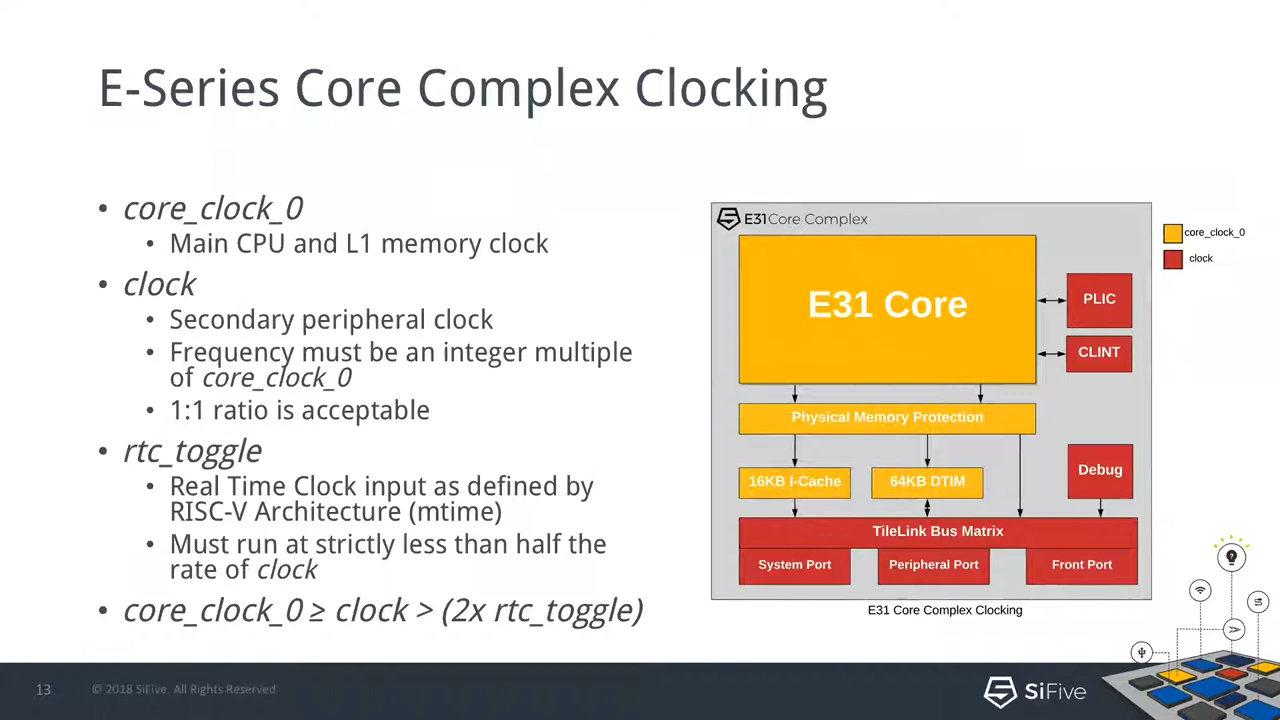 E-Series Core Complex Clocking
• core_clock_0
• Main CPU and L1 memory clock
• clock
• Secondary peripheral clock
• Frequency must be an integer multiple
of core_clock_0
• 1:1 ratio is acceptable
• rtc_toggle
• Real Time Clock input as defined by
RISC-V Architecture (mtime)
• Must run at strictly less than half the
rate of clock
• core_clock_0 ≥ clock > (2x rtc_toggle)
E31 Core Complex
E31 Core
PLIC
CLINT
Physical Memory Protection
16KB I-Cache
64KB DTIM
Debug
TileLink Bus Matrix
System Port
Peripheral Port
Front Port
core_clock_0
clock
E31 Core Complex Clocking
13
© 2018 SiFive. All Rights Reserved.
SiFive